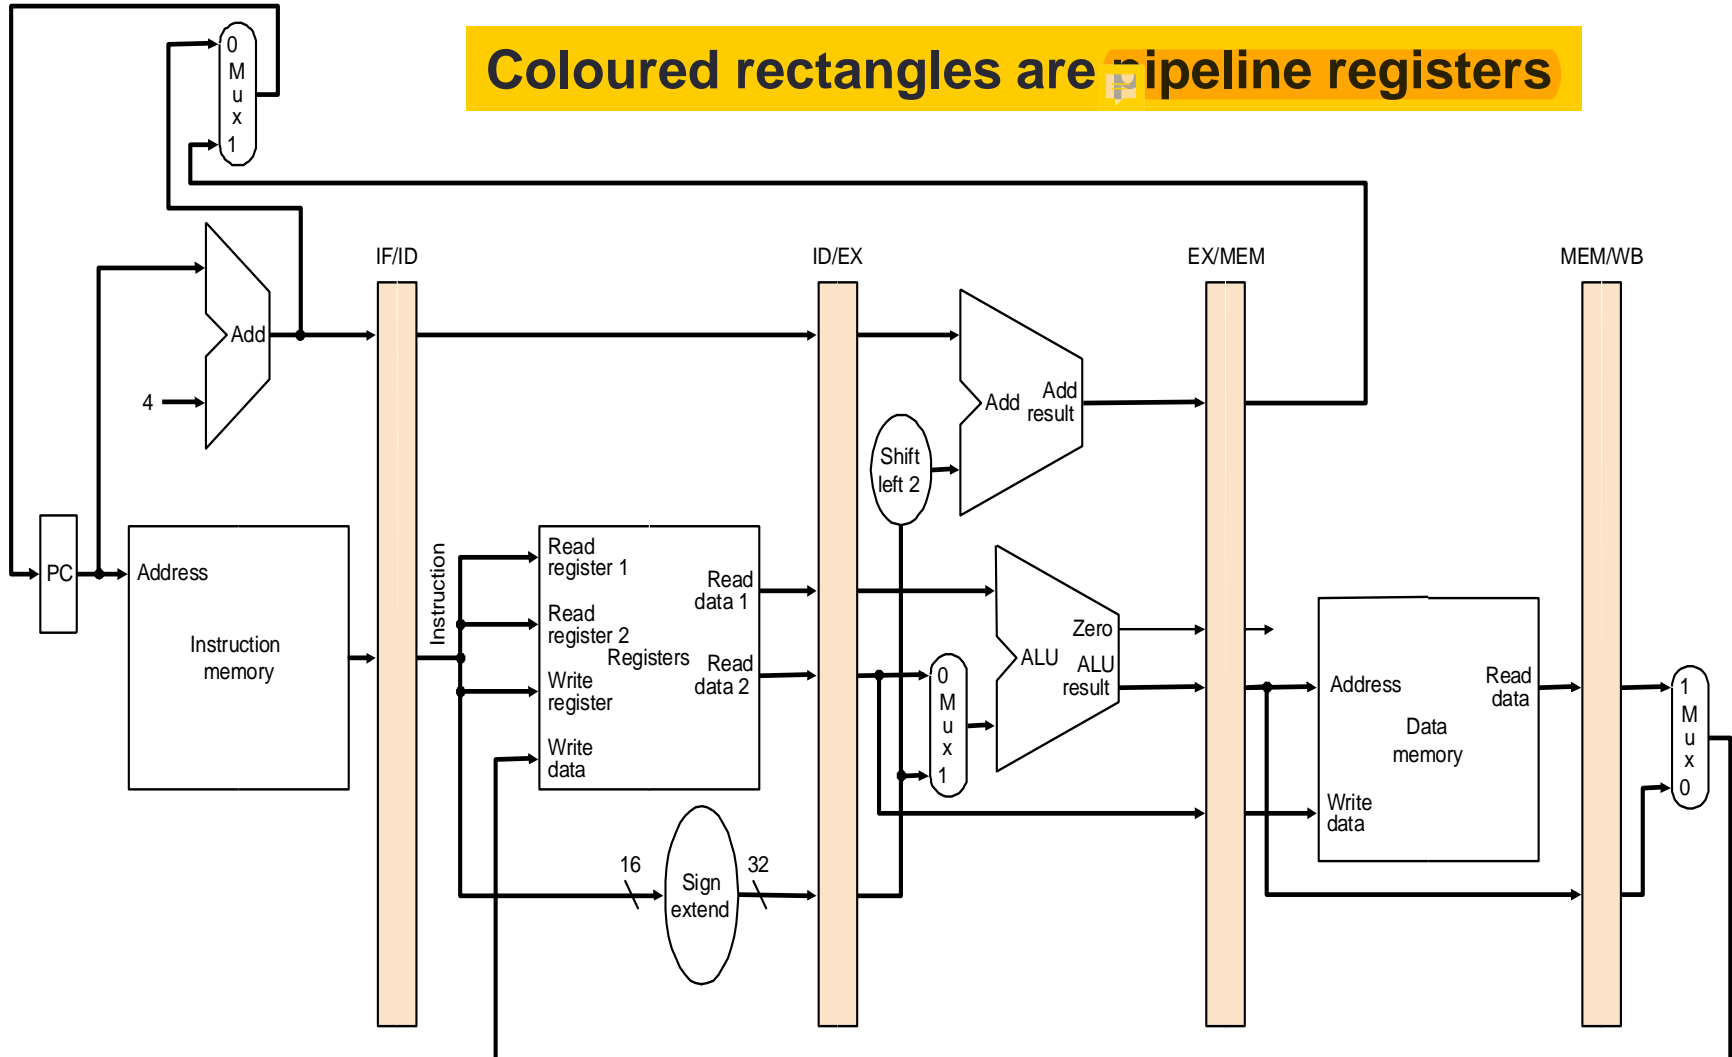 Coloured rectangles are pipeline registers
0
M
u
x
1
IF/ID
ID/EX
EX/MEM
MEM/WB
Add
4
Add
Add
result
Shift
left 2
PC
Address
Instruction
memory
Instruction
Read
register 1
Read
register 2
Write
register
Write
data
Registers
Read
data 1
Read
data 2
16
Sign
extend
32
0
M
u
x
1
Zero
ALU
ALU
result
Address
Write
data
Data
memory
Read
data
1
M
u
x
0